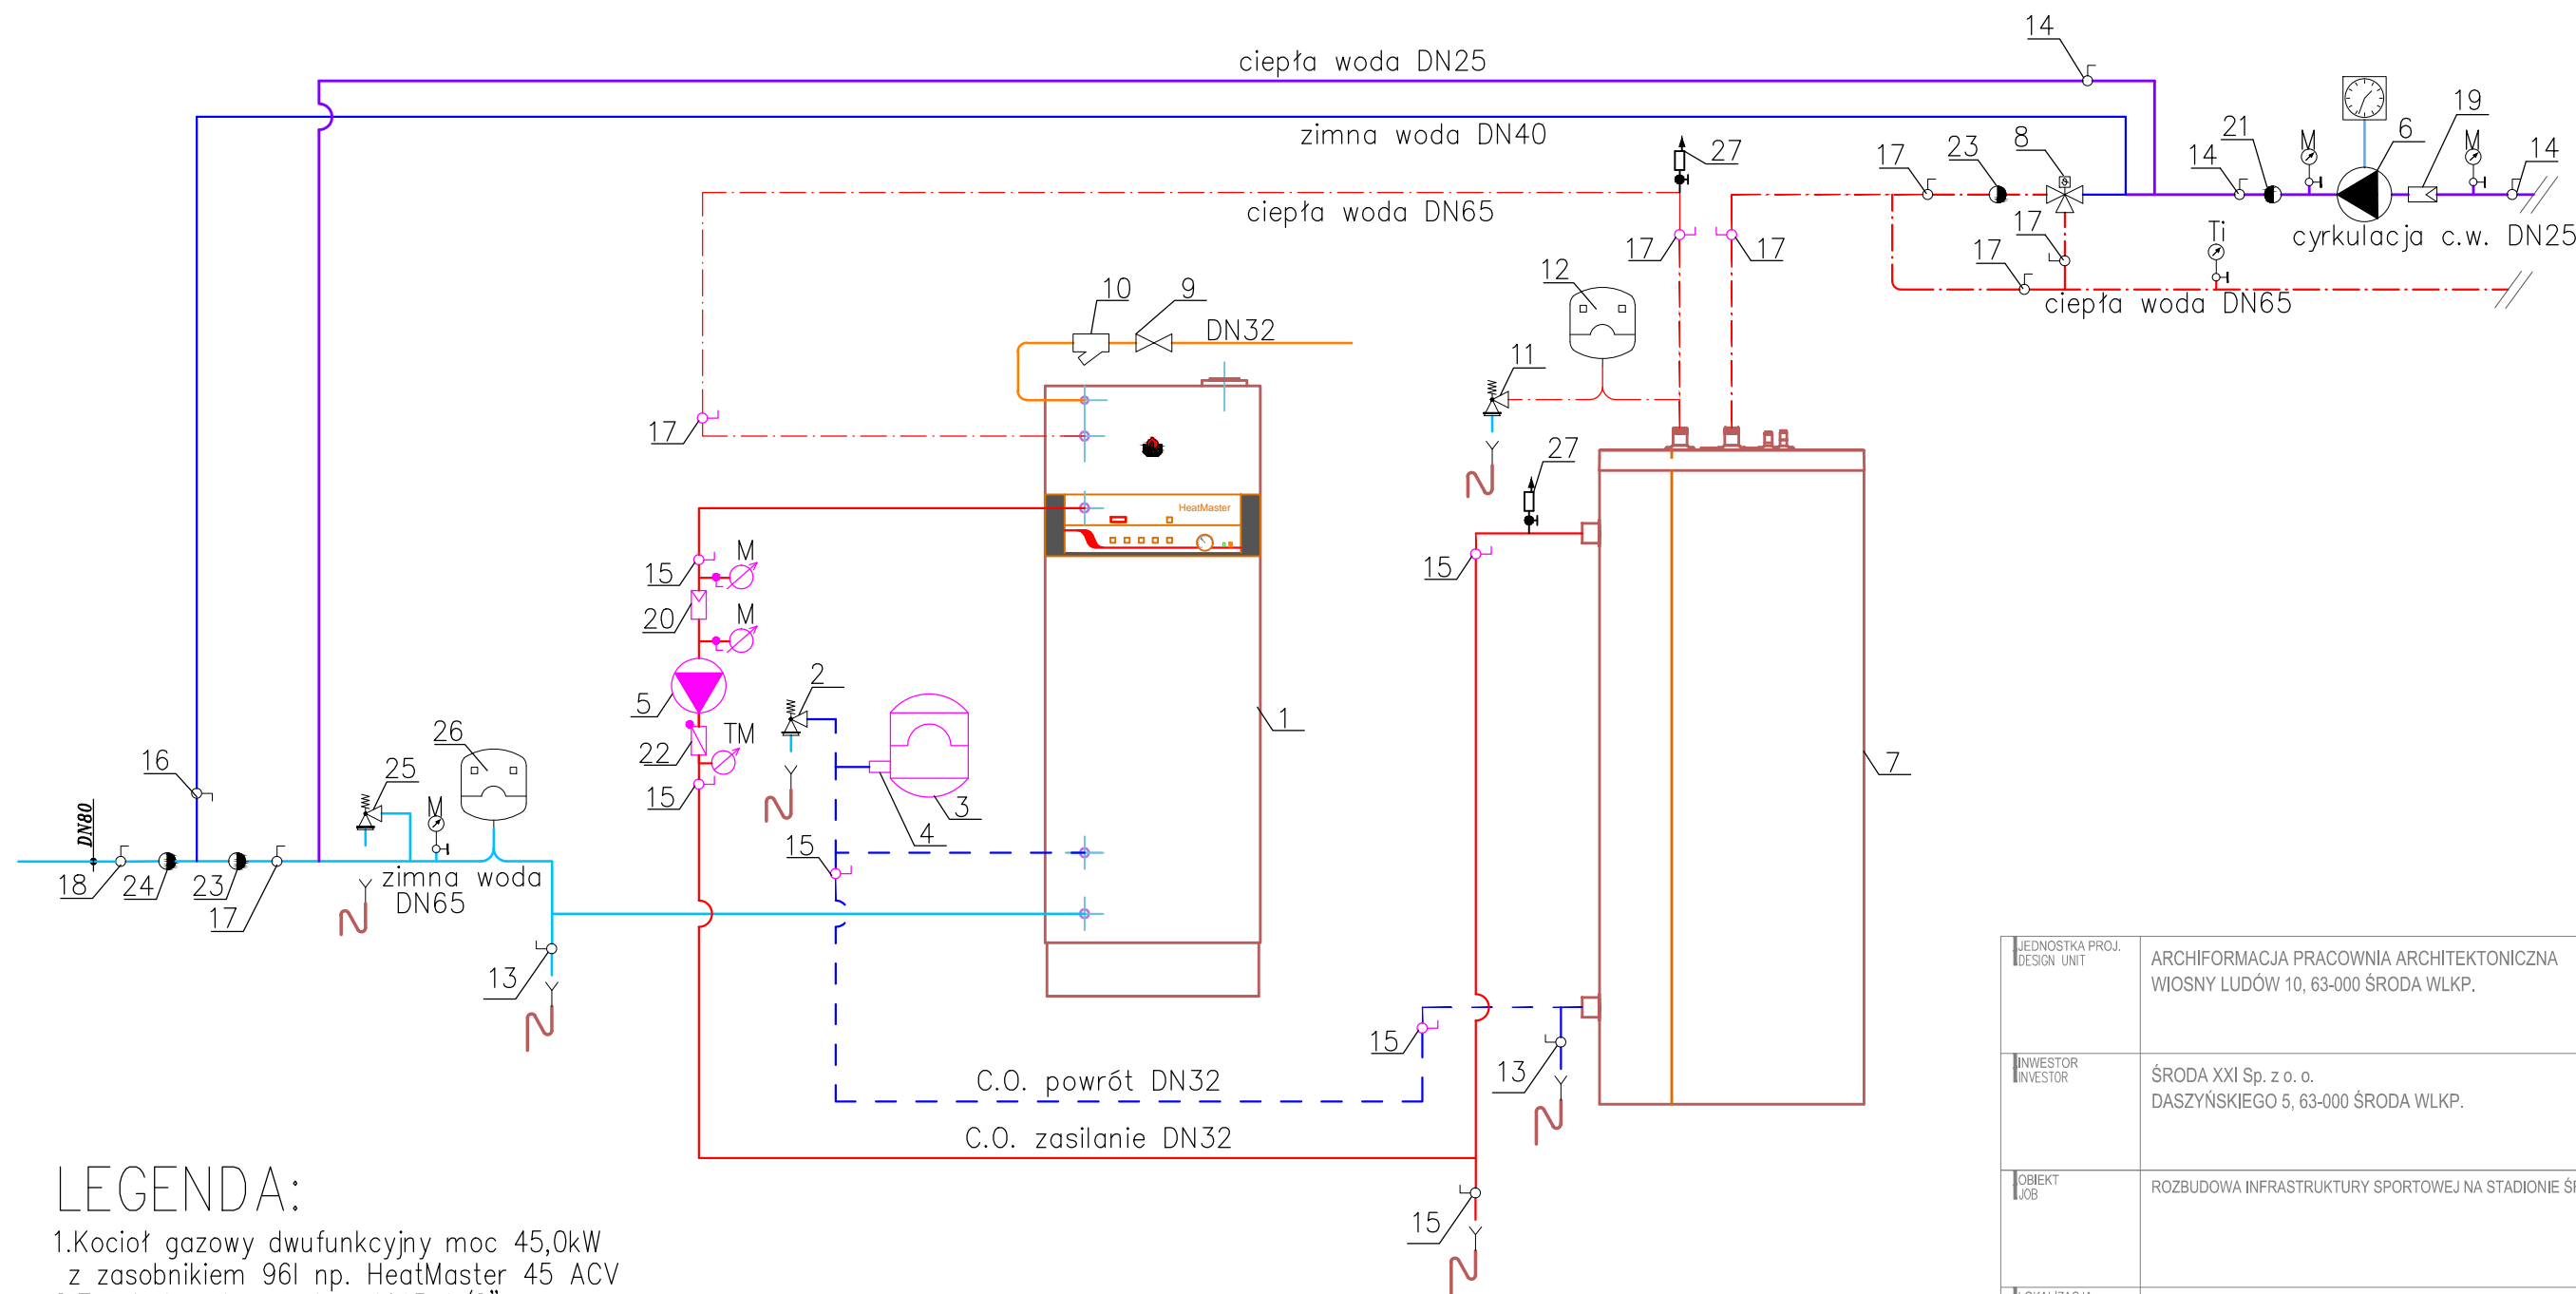 14
ciepła woda DN25
zimna woda DN40
27
17
23
8
14
21
M
6
19
M
14
ciepła woda DN65
17
17
17
17
Ti
cyrkulacja c.w. DN25
ciepła woda DN65
12
10
9
DN32
11
17
27
HeatMaster
15
M
20
M
15
5
2
1
7
22
TM
15
3
4
26
16
25
M
DN80
18
24
23
17
zimna woda
DN65
15
13
15
13
C.O. powrót DN32
C.O. zasilanie DN32
15
LEGENDA:
1.Kocioł gazowy dwufunkcyjny moc 45,0kW
z zasobnikiem 96l np. HeatMaster 45 ACV
JEDNOSTKA PROJ.
DESIGN UNIT
ARCHIFORMACJA PRACOWNIA ARCHITEKTONICZNA
WIOSNY LUDÓW 10, 63-000 ŚRODA WLKP.
INWESTOR
INVESTOR
ŚRODA XXI Sp. z o. o.
DASZYŃSKIEGO 5, 63-000 ŚRODA WLKP.
OBIEKT
JOB
ROZBUDOWA INFRASTRUKTURY SPORTOWEJ NA STADIONIE